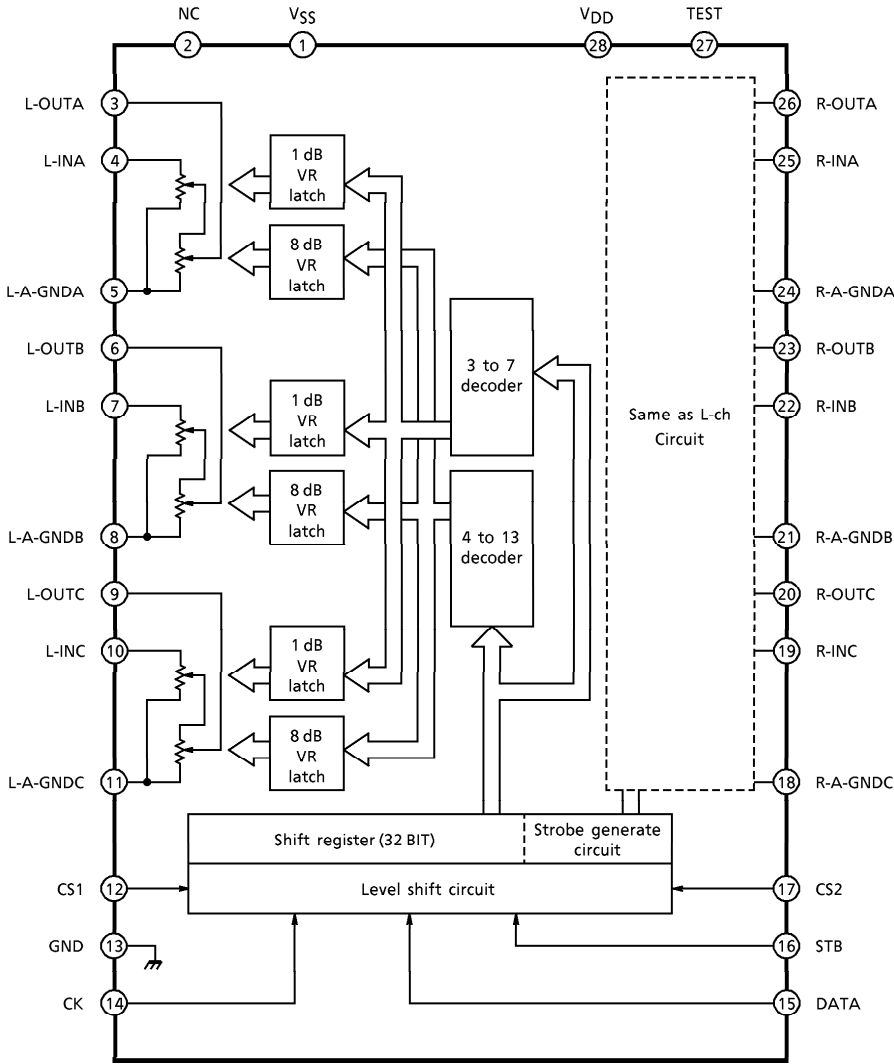 NC
VSS
VDD
TEST
2
1
28
27
L-OUTA
3
26
R-OUTA
L-INA
4
1 dB
VR
latch
25
R-INA
8 dB
VR
latch
L-A-GNDA
5
24
R-A-GNDA
L-OUTB
6
23
R-OUTB
3 to 7
decoder
L-INB
7
1 dB
VR
latch
Same as L-ch
Circuit
22
R-INB
8 dB
VR
latch
4 to 13
decoder
L-A-GNDB
8
21
R-A-GNDB
L-OUTC
9
20
R-OUTC
L-INC
10
1 dB
VR
latch
19
R-INC
8 dB
VR
latch
L-A-GNDC
11
18
R-A-GNDC
Shift register (32 BIT)
Strobe generate
circuit
CS1
12
Level shift circuit
17
CS2
GND
13
16
STB
CK
14
15
DATA